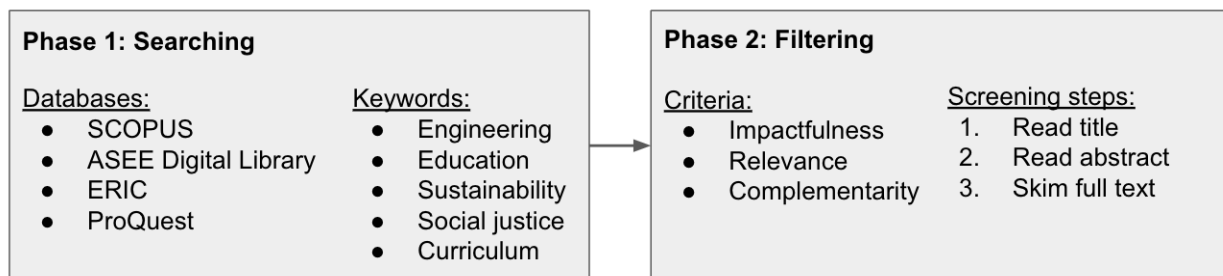 Phase 1: Searching
Databases:
● SCOPUS
● ASEE Digital Library
● ERIC
● ProQuest
Keywords:
● Engineering
● Education
● Sustainability
● Social justice
● Curriculum
Phase 2: Filtering
Criteria:
● Impactfulness
● Relevance
● Complementarity
Screening steps:
1. Read title
2. Read abstract
3. Skim full text